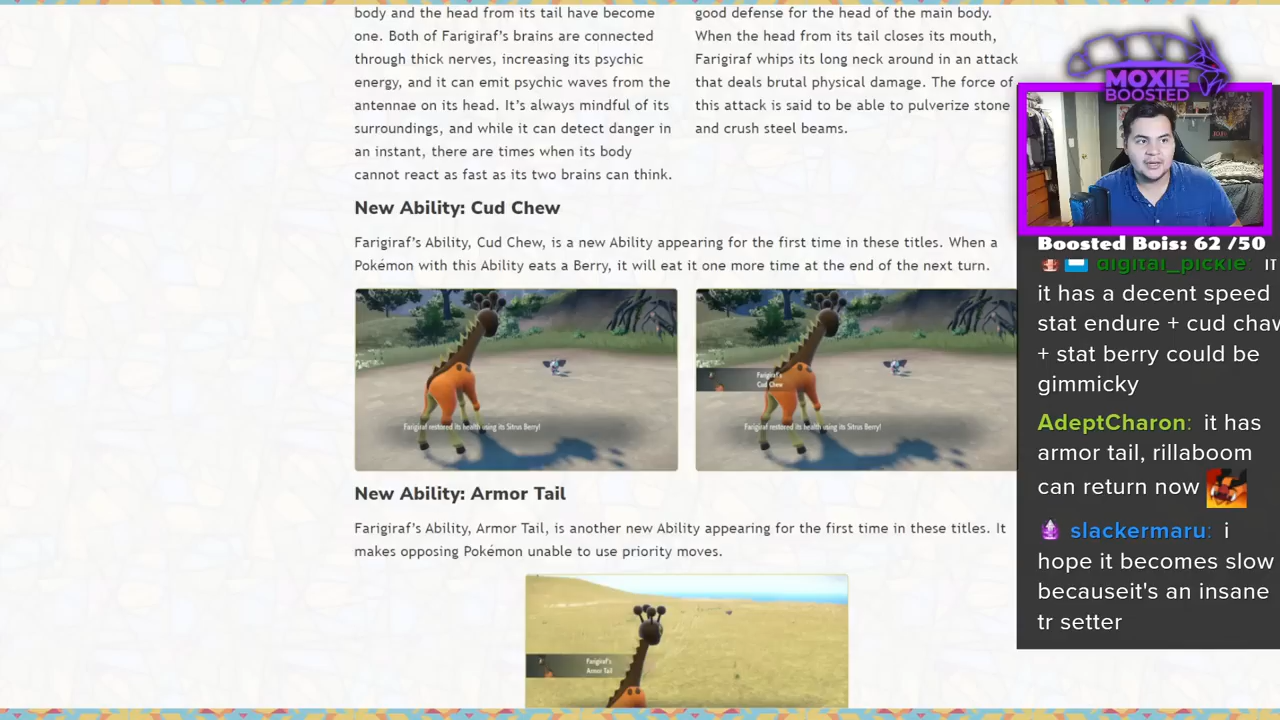 body and the head from its tail have become
one. Both of Farigiraf's brains are connected
through thick nerves, increasing its psychic
energy, and it can emit psychic waves from the
antennae on its head. It's always mindful of its
surroundings, and while it can detect danger in
an instant, there are times when its body
cannot react as fast as its two brains can think.
good defense for the head of the main body.
When the head from its tail closes its mouth,
Farigiraf whips its long neck around in an attack
that deals brutal physical damage. The force of
this attack is said to be able to pulverize stone
and crush steel beams.
New Ability: Cud Chew
Farigiraf's Ability, Cud Chew, is a new Ability appearing for the first time in these titles. When a
Pokémon with this Ability eats a Berry, it will eat it one more time at the end of the next turn.
Farigiraf restored its health using its Sitrus Berry!
Farigiraf's
Cud Chew
Farigiraf restored its health using its Sitrus Berry!
New Ability: Armor Tail
Farigiraf's Ability, Armor Tail, is another new Ability appearing for the first time in these titles. It
makes opposing Pokémon unable to use priority moves.
Farigiraf's
Armor Tail
MOXIE
BOOSTED
Boosted Bois: 62 /50
digital_pickle: IT
it has a decent speed
stat endure + cud chaw
+ stat berry could be
gimmicky
AdeptCharon: it has
armor tail, rillaboom
can return now
slackermaru: i
hope it becomes slow
becauseit's an insane
tr setter